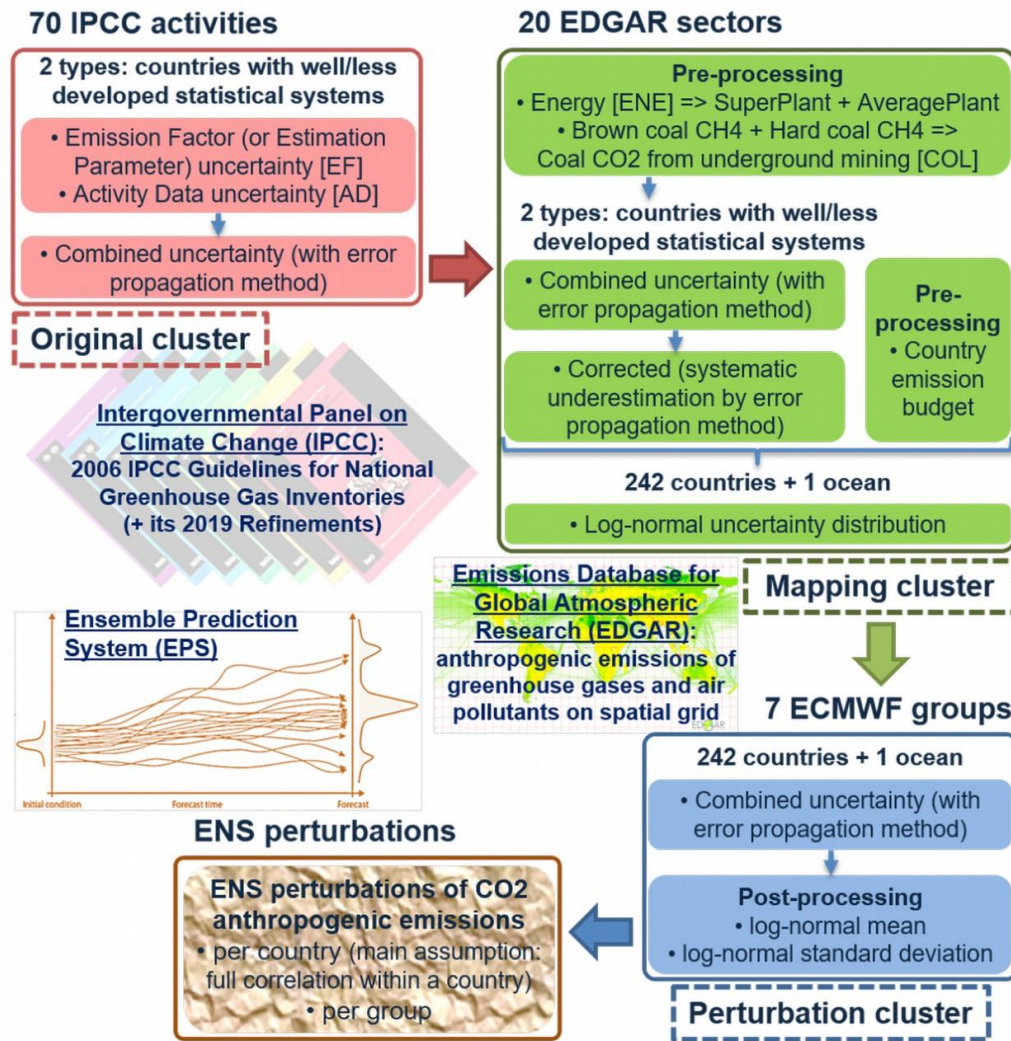 70 IPCC activities
2 types: countries with well/less
developed statistical systems
• Emission Factor (or Estimation
Parameter) uncertainty [EF]
• Activity Data uncertainty [AD]
• Combined uncertainty (with error
propagation method)
Original cluster
Intergovernmental Panel on
Climate Change (IPCC):
2006 IPCC Guidelines for National
Greenhouse Gas Inventories
(+ its 2019 Refinements)
20 EDGAR sectors
Pre-processing
• Energy [ENE] => SuperPlant + AveragePlant
• Brown coal CH4 + Hard coal CH4 =>
Coal CO2 from underground mining [COL]
2 types: countries with well/less
developed statistical systems
• Combined uncertainty (with
error propagation method)
• Corrected (systematic
underestimation by error
propagation method)
Pre-
processing
• Country
emission
budget
242 countries + 1 ocean
• Log-normal uncertainty distribution
Mapping cluster
Emissions Database for
Global Atmospheric
Research (EDGAR):
anthropogenic emissions of
greenhouse gases and air
pollutants on spatial grid
Ensemble Prediction
System (EPS)
Initial condition
Forecast time
Forecast
7 ECMWF groups
242 countries + 1 ocean
• Combined uncertainty (with
error propagation method)
Post-processing
• log-normal mean
• log-normal standard deviation
Perturbation cluster
ENS perturbations
ENS perturbations of CO2
anthropogenic emissions
• per country (main assumption:
full correlation within a country)
• per group